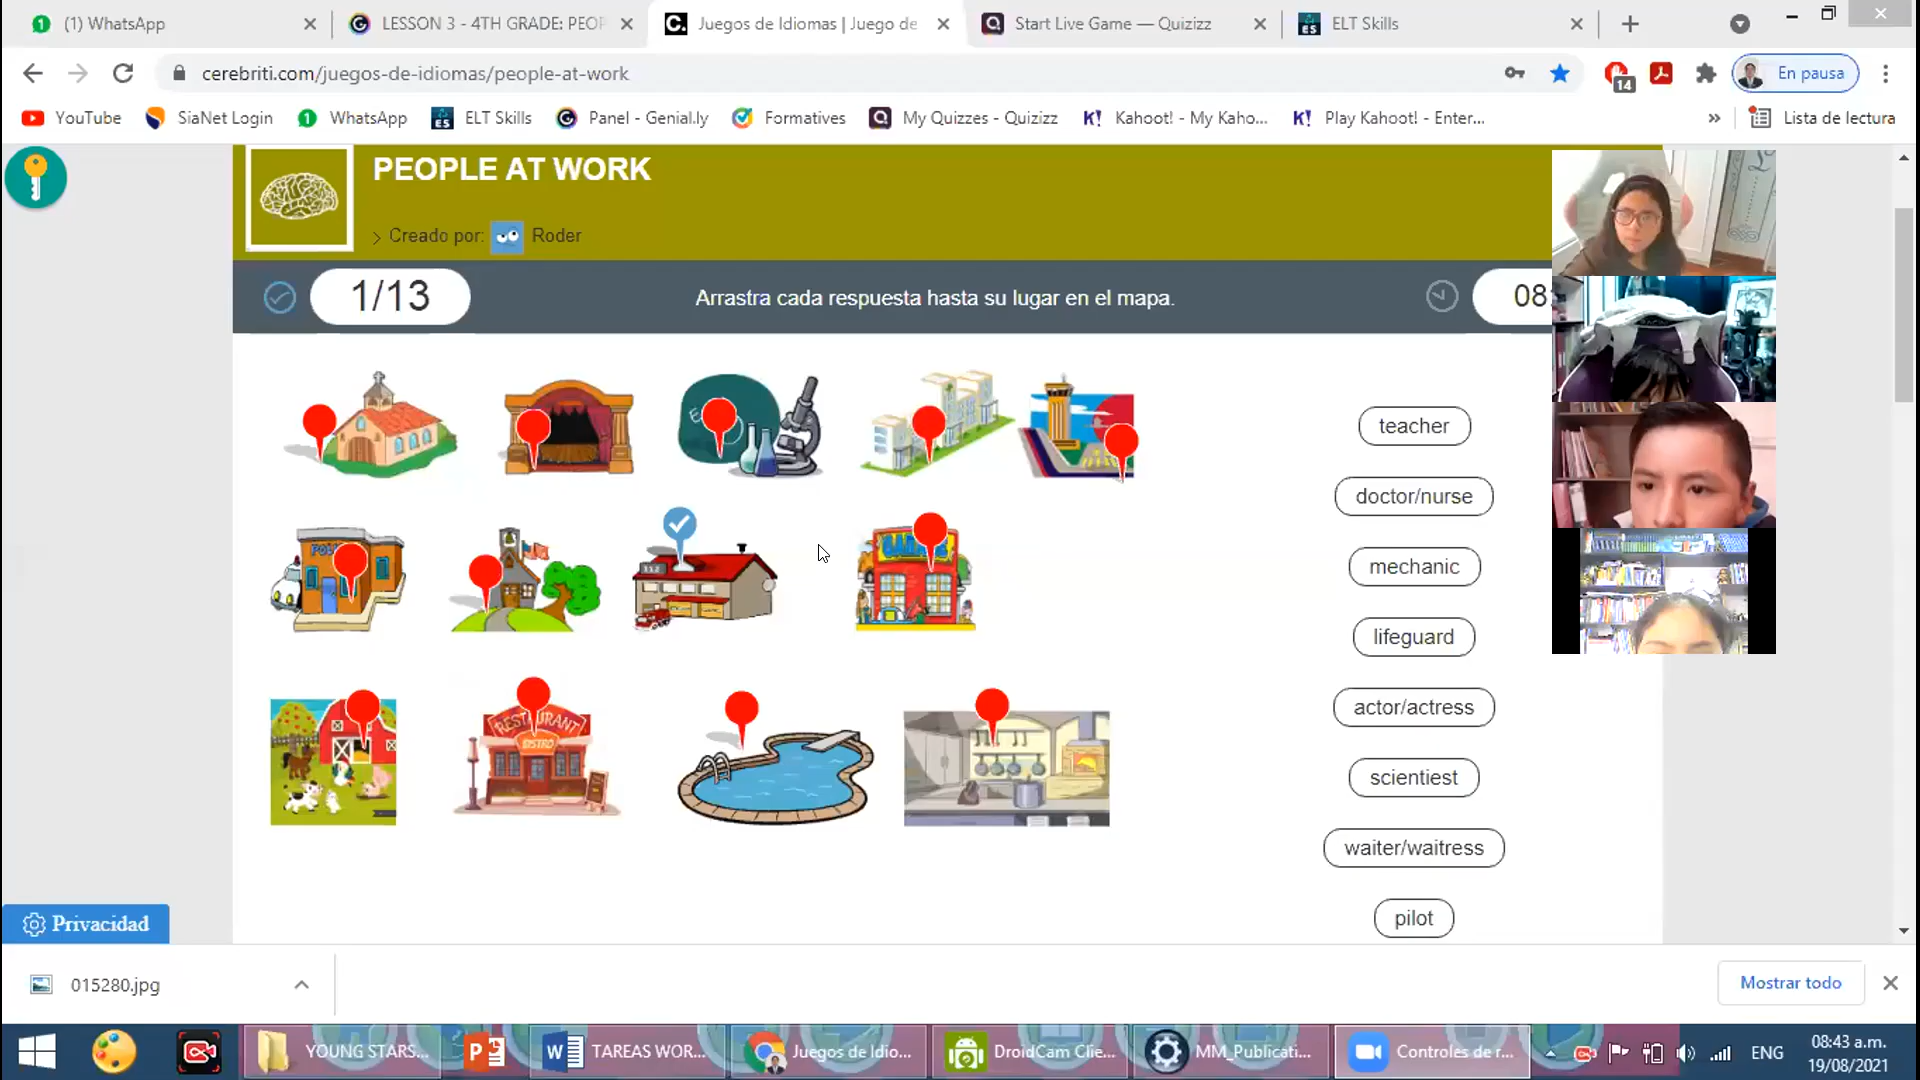 (1) WhatsApp
LESSON 3 - 4TH GRADE: PEOP
Juegos de Idiomas | Juego de
Start Live Game — Quizizz
ELT Skills
cerebriti.com/juegos-de-idiomas/people-at-work
14
En pausa
YouTube
SiaNet Login
WhatsApp
ELT Skills
Panel - Genial.ly
Formatives
My Quizzes - Quizizz
Kahoot! - My Kaho...
Play Kahoot! - Enter...
Lista de lectura
PEOPLE AT WORK
Creado por: Roder
1/13
Arrastra cada respuesta hasta su lugar en el mapa.
08
teacher
doctor/nurse
mechanic
lifeguard
actor/actress
scientiest
waiter/waitress
pilot
112
RESTAURANT
BISTRO
Privacidad
015280.jpg
Mostrar todo
YOUNG STARS...
TAREAS WOR...
Juegos de Idio...
DroidCam Clie...
MM_Publicati...
Controles de r...
ENG
08:43 a.m.
19/08/2021